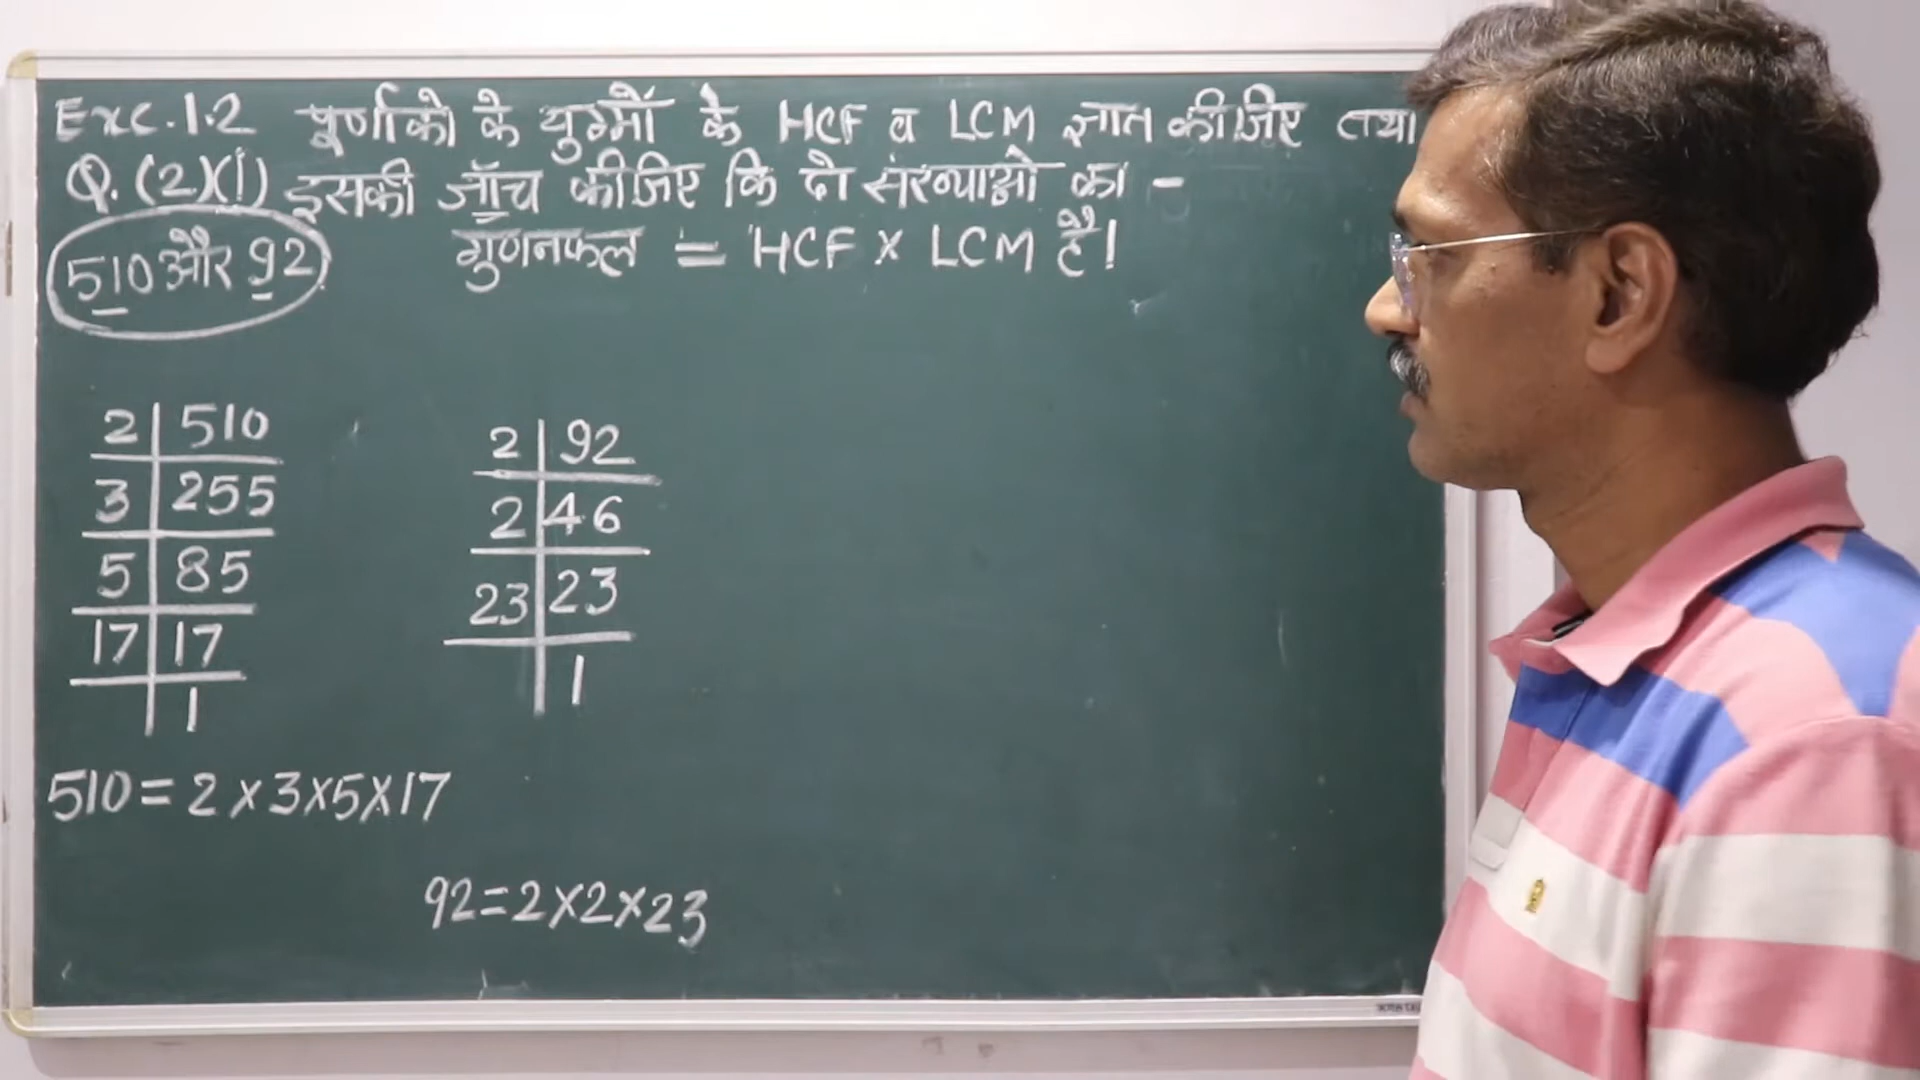 Exc. 1.2 पूर्णांको के युग्मों के HCF व LCM ज्ञात कीजिए तथा
Q. (2)(i) इसकी जाँच कीजिए कि दो संख्याओ का -
510 और 92 गुणनफल = HCF x LCM है।
2 510
3 255
5 85
17 17
1
2 92
2 46
23 23
1
510 = 2 x 3 x 5 x 17
92 = 2 x 2 x 23